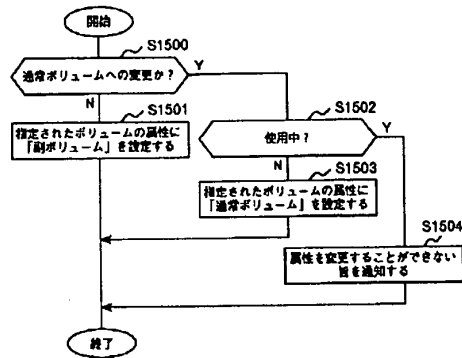 開始
S1500
通常ボリュームへの変更か?
Y
N
S1501
指定されたボリュームの属性に
「副ボリューム」を設定する
S1502
使用中?
Y
N
S1503
指定されたボリュームの属性に
「通常ボリューム」を設定する
S1504
属性を変更することができない
旨を通知する
終了